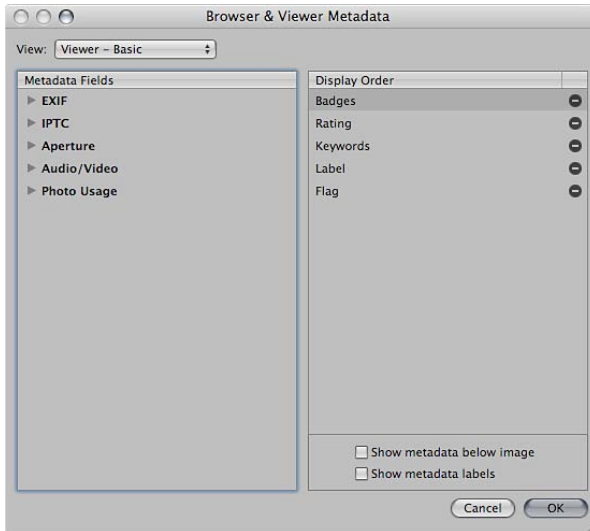 Browser & Viewer Metadata
View: Viewer – Basic
Metadata Fields
EXIF
IPTC
Aperture
Audio/Video
Photo Usage
Display Order
Badges
Rating
Keywords
Label
Flag
Show metadata below image
Show metadata labels
Cancel OK